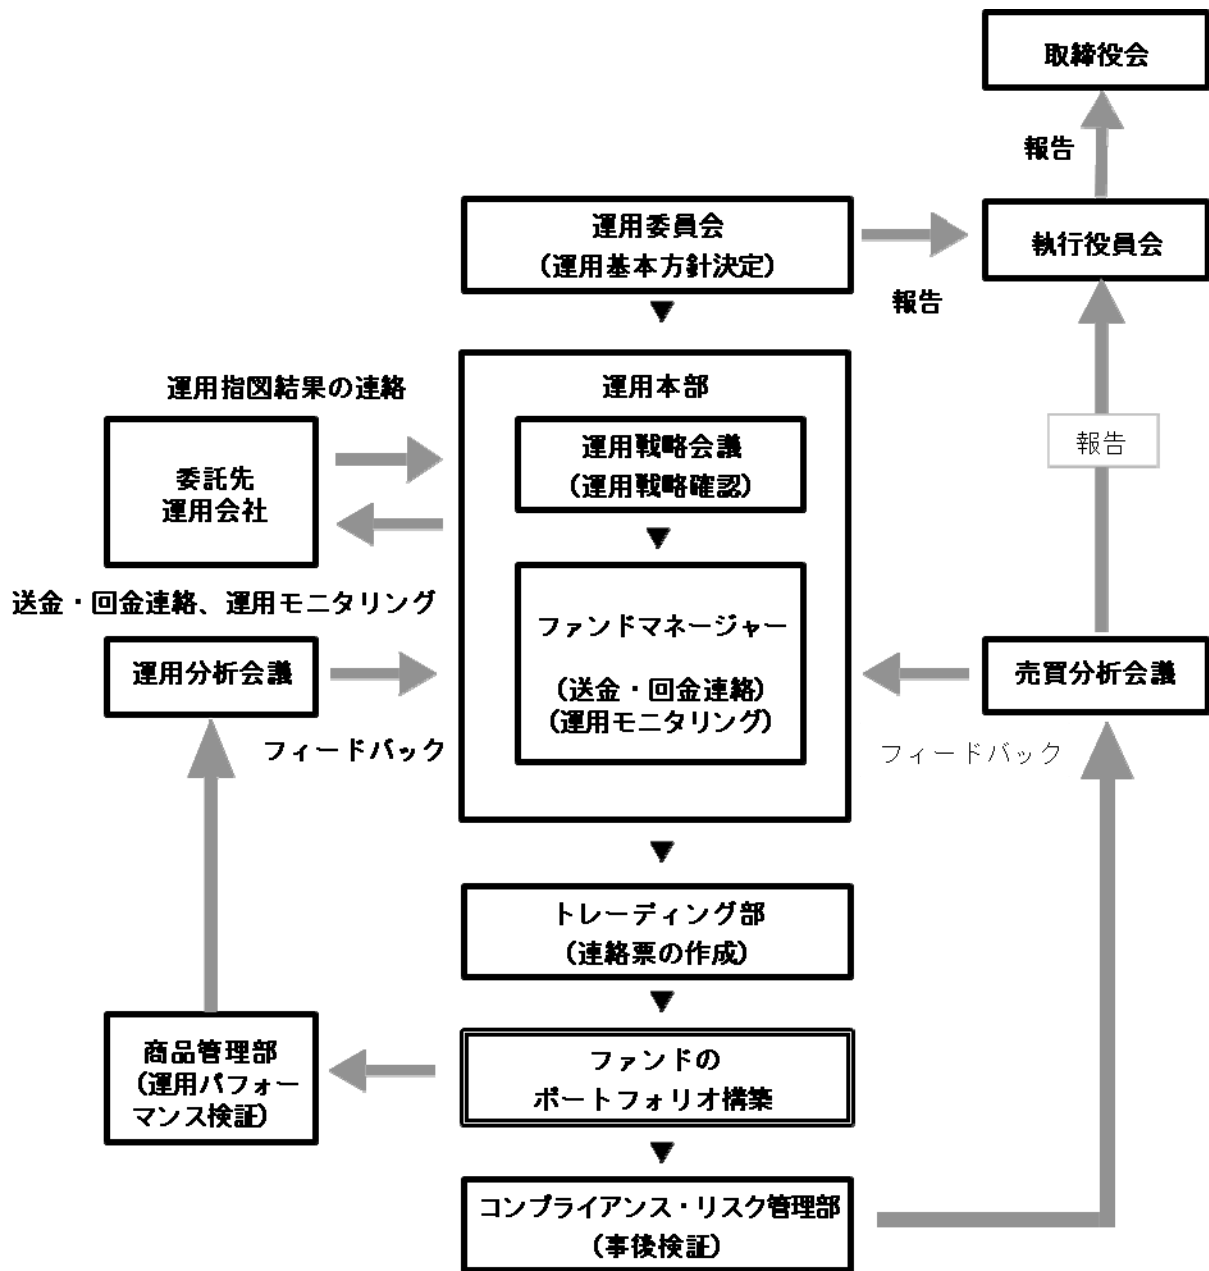 取締役会
報告
運用委員会
(運用基本方針決定)
執行役員会
報告
運用指図結果の連絡
運用本部
運用戦略会議
(運用戦略確認)
報告
委託先
運用会社
送金・回金連絡、運用モニタリング
ファンドマネージャー
(送金・回金連絡)
(運用モニタリング)
運用分析会議
売買分析会議
フィードバック
フィードバック
トレーディング部
(連絡票の作成)
商品管理部
(運用パフォー
マンス検証)
ファンドの
ポートフォリオ構築
コンプライアンス・リスク管理部
(事後検証)